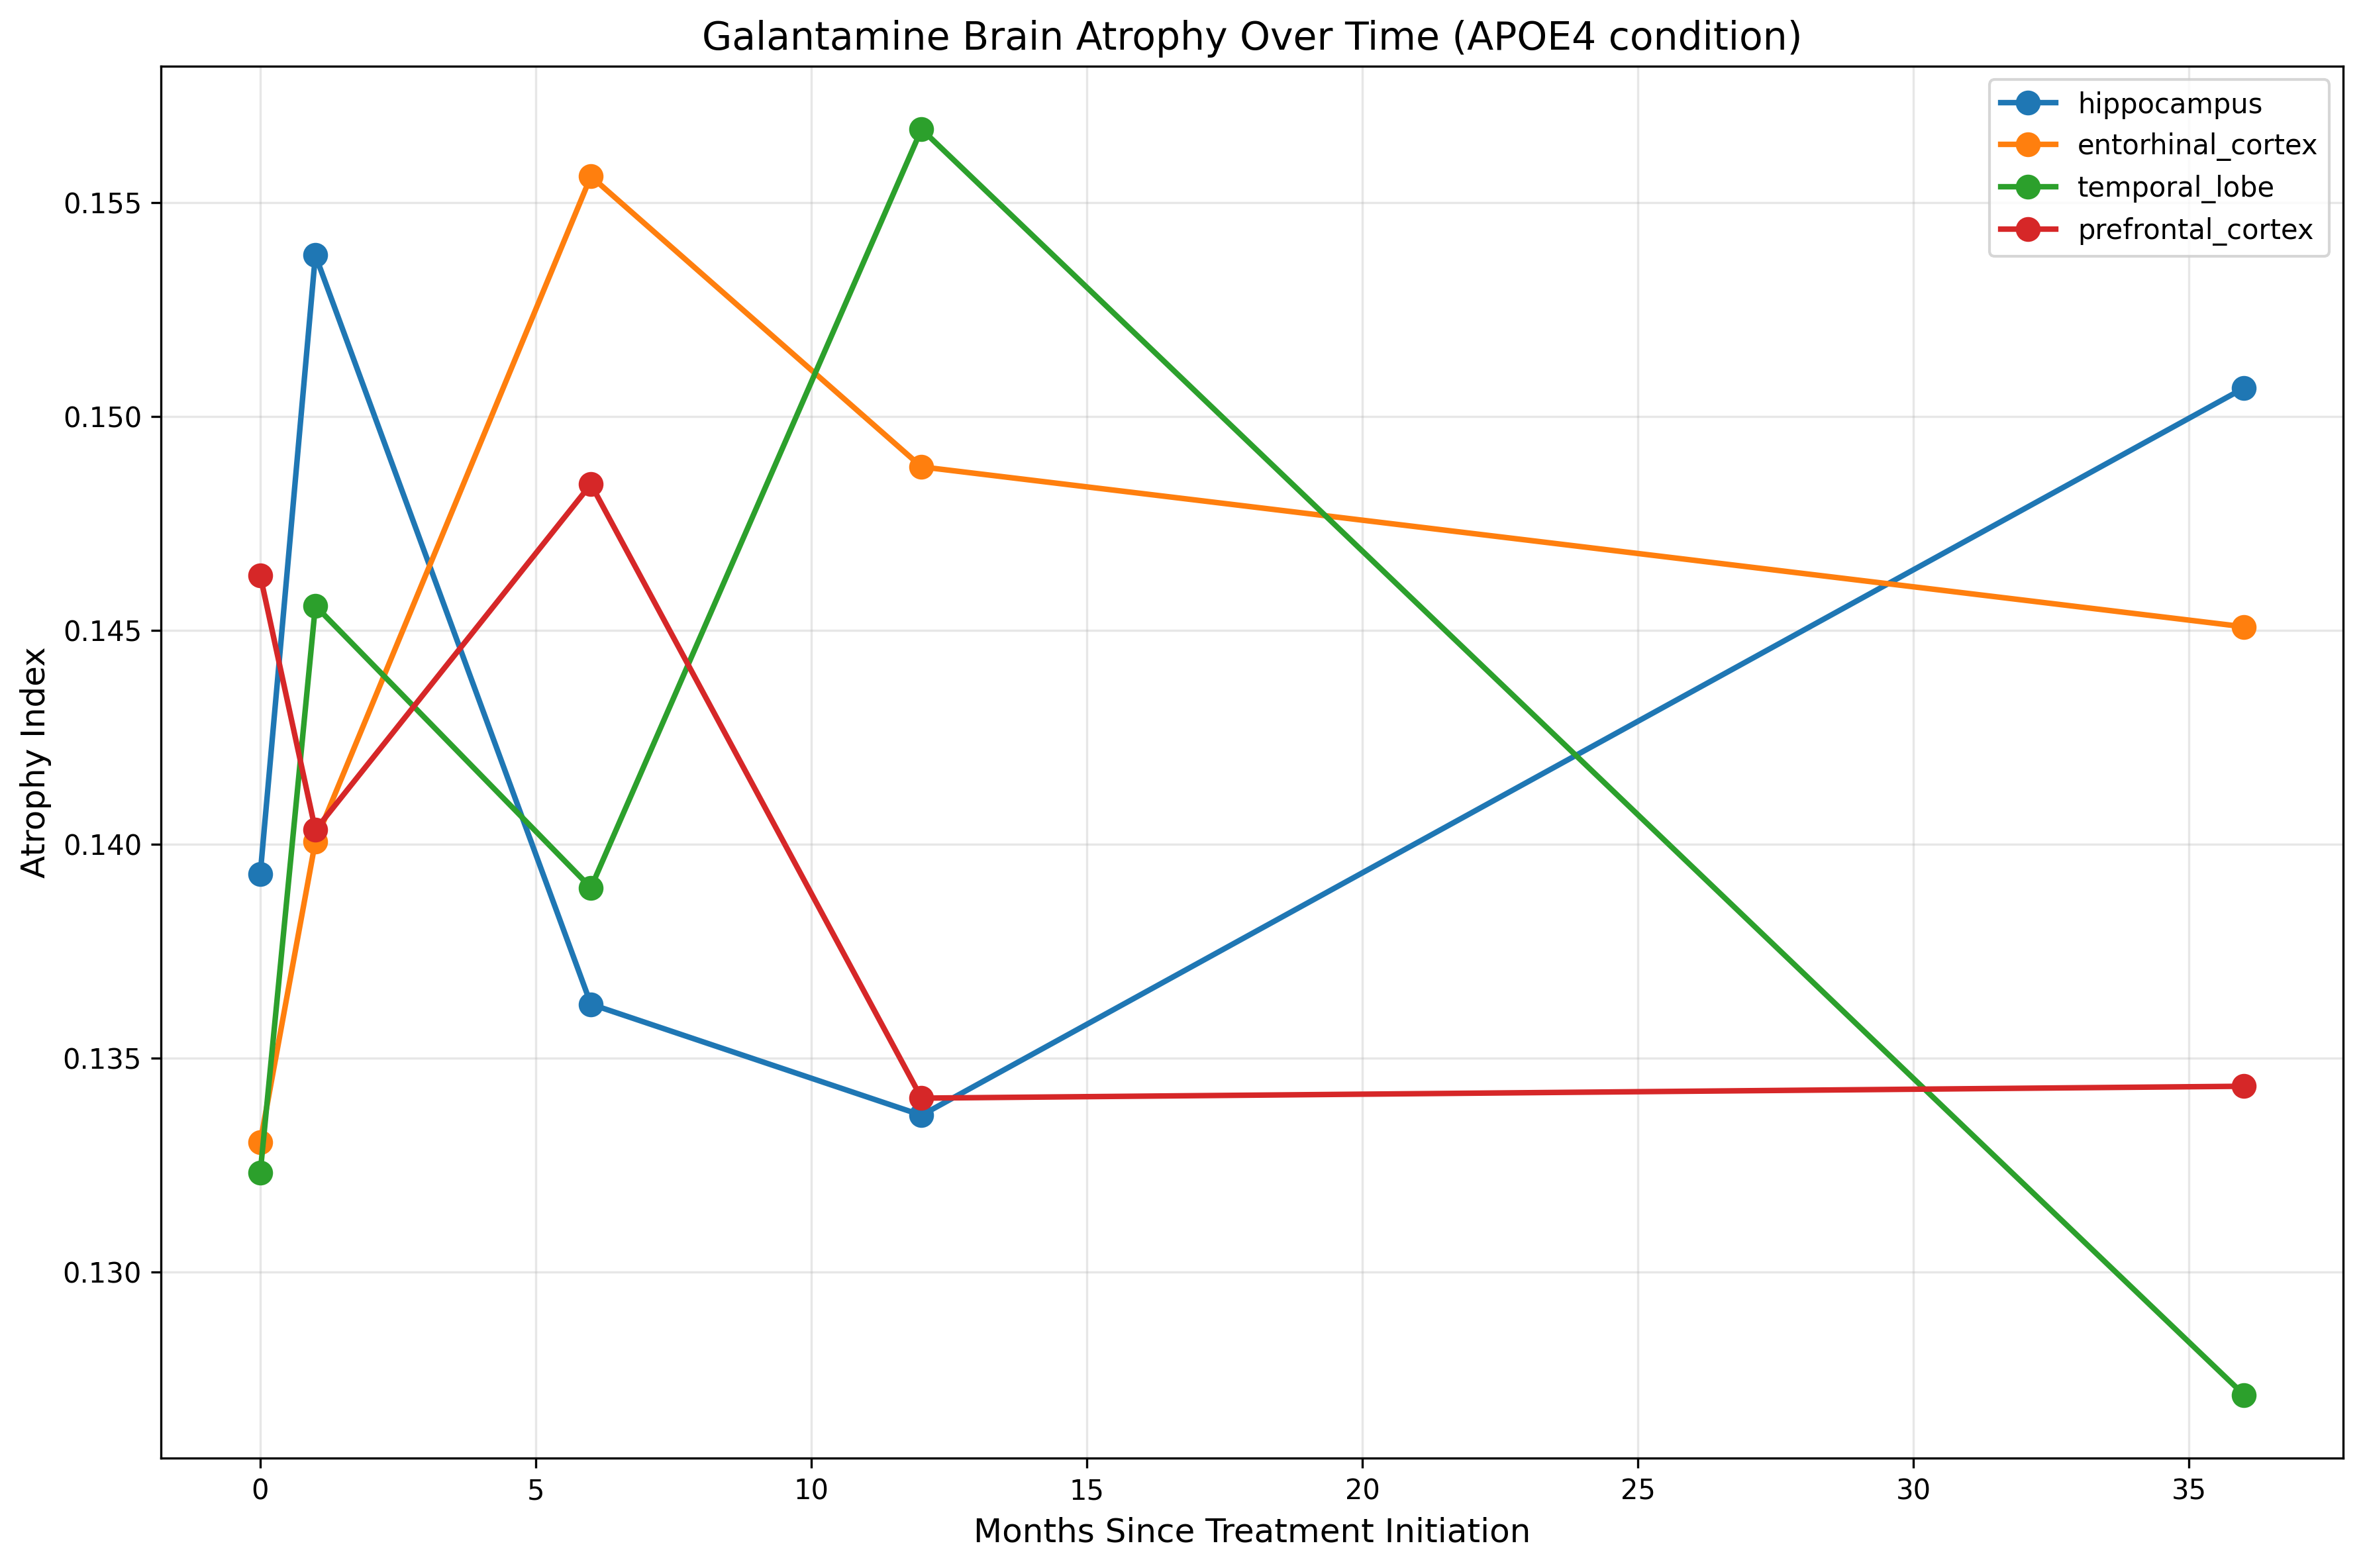 Galantamine Brain Atrophy Over Time (APOE4 condition)
hippocampus
entorhinal_cortex
temporal_lobe
prefrontal_cortex
Atrophy Index
0.155
0.150
0.145
0.140
0.135
0.130
0 5 10 15 20 25 30 35
Months Since Treatment Initiation